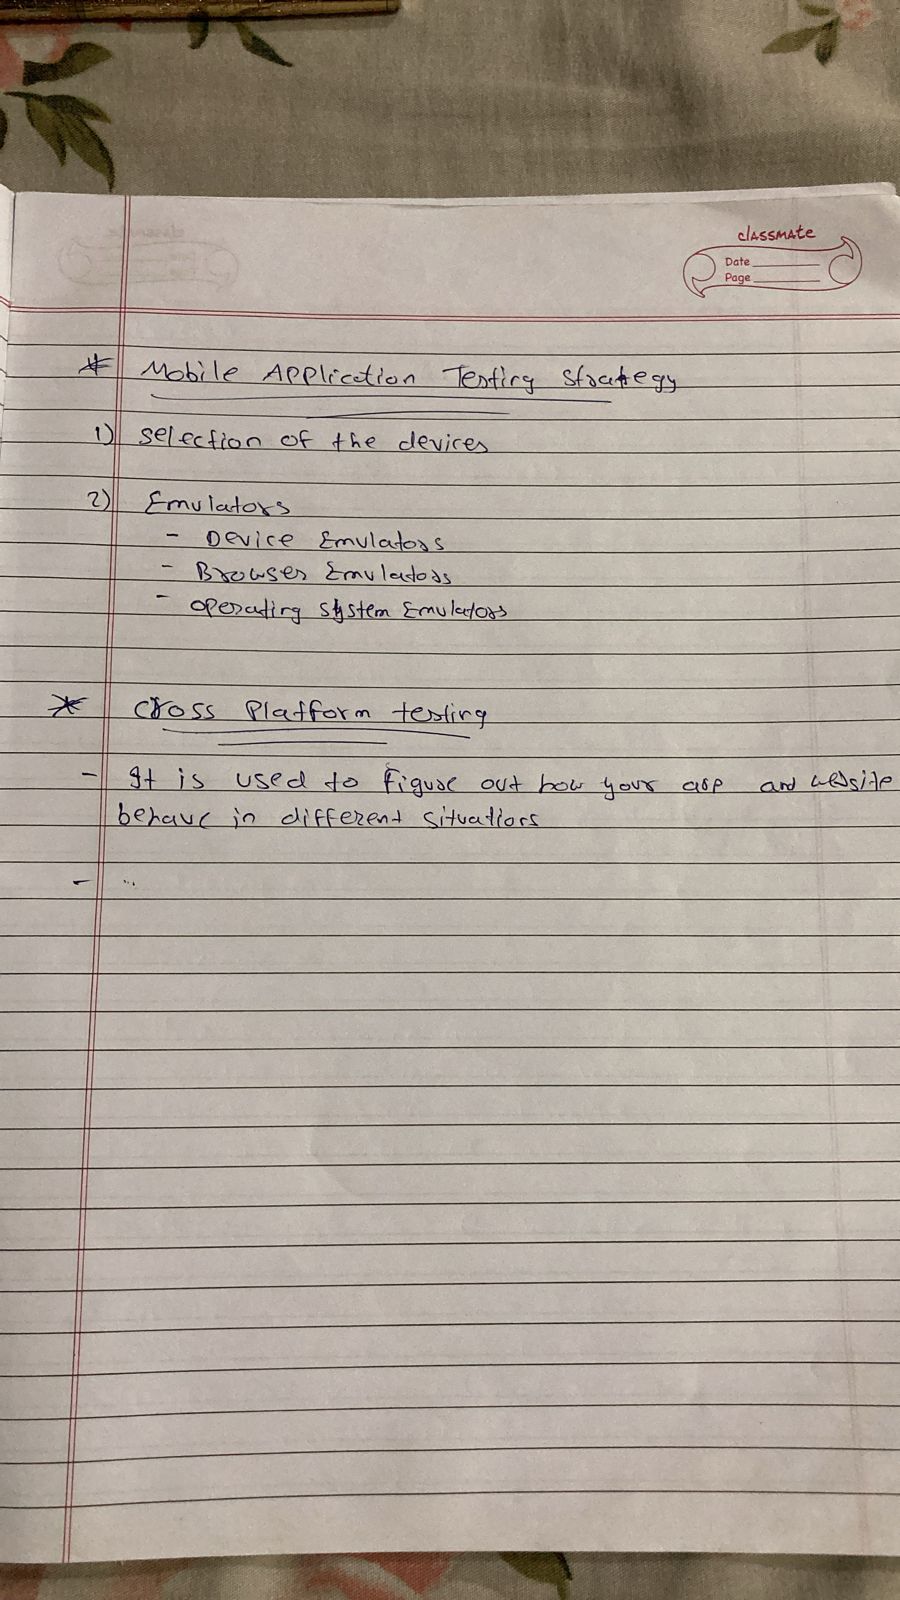 classmate
Date
Page
* Mobile Application Testing Strategy
1) selection of the devices
2) Emulators
- Device Emulators
- Browser Emulators
- Operating System Emulators
* Cross Platform testing
- It is used to figure out how your app and website
behave in different situations
- ...